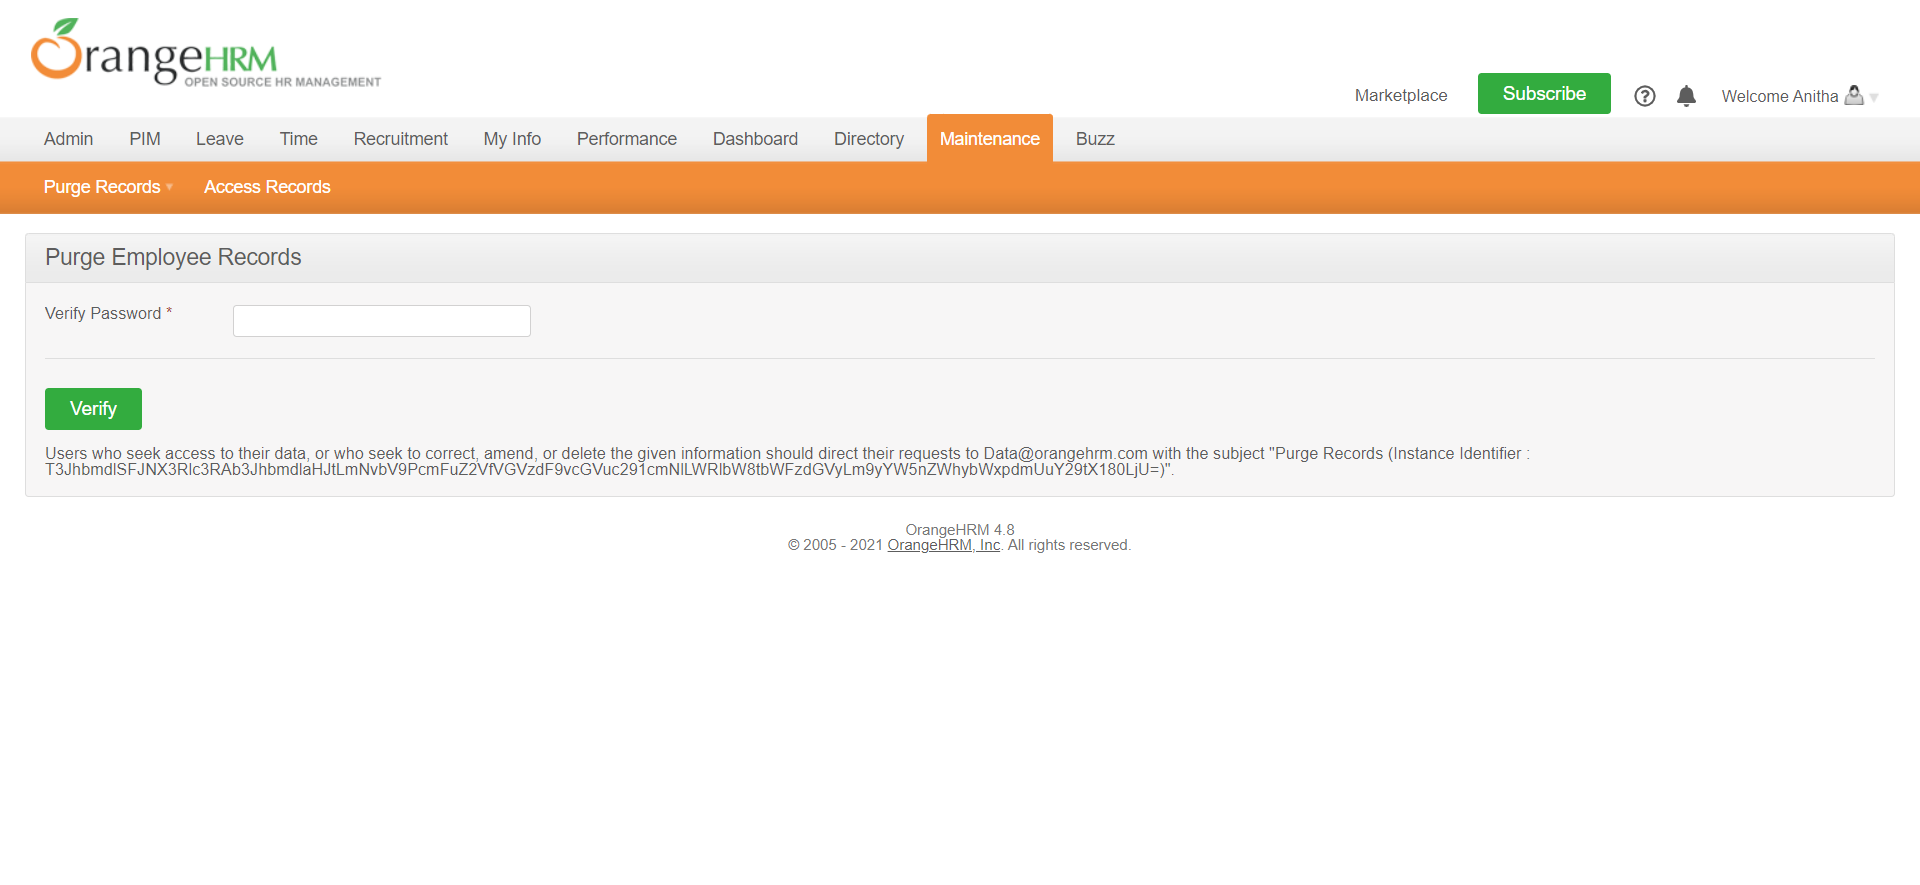 OrangeHRM
OPEN SOURCE HR MANAGEMENT
Marketplace
Subscribe
Welcome Anitha
Admin
PIM
Leave
Time
Recruitment
My Info
Performance
Dashboard
Directory
Maintenance
Buzz
Purge Records
Access Records
Purge Employee Records
Verify Password *
Verify
Users who seek access to their data, or who seek to correct, amend, or delete the given information should direct their requests to Data@orangehrm.com with the subject "Purge Records (Instance Identifier :
T3JhbmdlSFJNX3Rlc3RAb3JhbmdlaHJtLmNvbV9PcmFuZ2VfVGVzdF9vcGVuc291cmNlLWRlbW8tbWFzdGVyLm9yYW5nZWhybWxpdmUuY29tX180LjU=)".
OrangeHRM 4.8
© 2005 - 2021 OrangeHRM, Inc. All rights reserved.